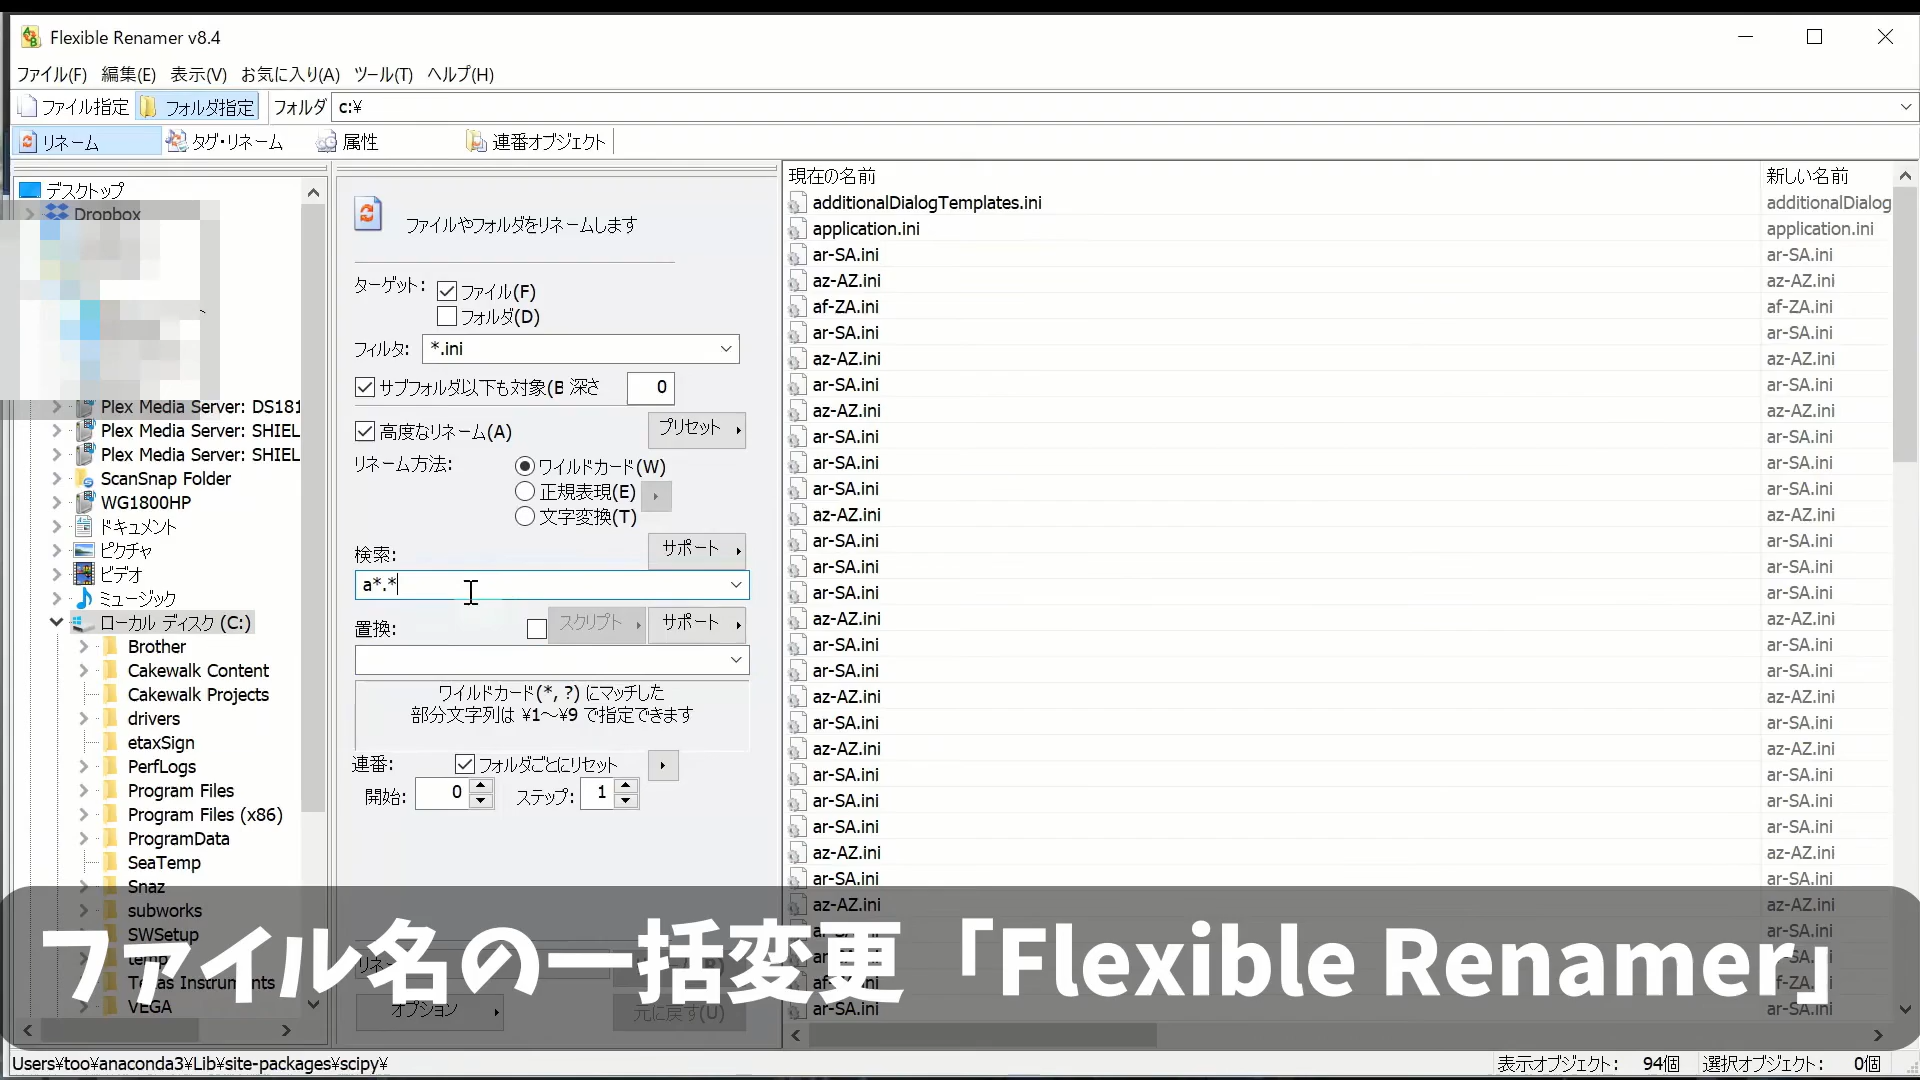 Flexible Renamer v8.4
ファイル(F) 編集(E) 表示(V) お気に入り(A) ツール(T) ヘルプ(H)
ファイル指定 フォルダ指定 フォルダ c:¥
リネーム タグ・リネーム 属性 連番オブジェクト
デスクトップ
Dropbox
Plex Media Server: DS181
Plex Media Server: SHIEL
Plex Media Server: SHIEL
ScanSnap Folder
WG1800HP
ドキュメント
ピクチャ
ビデオ
ミュージック
ローカル ディスク (C:)
Brother
Cakewalk Content
Cakewalk Projects
drivers
etaxSign
PerfLogs
Program Files
Program Files (x86)
ProgramData
SeaTemp
Snaz
subworks
SWSetup
temp
Texas Instruments
VEGA
ファイルやフォルダをリネームします
ターゲット: ファイル(F)
フォルダ(D)
フィルタ: *.ini
サブフォルダ以下も対象(B 深さ 0
高度なリネーム(A) プリセット
リネーム方法: ワイルドカード(W)
正規表現(E)
文字変換(T)
検索: サポート
a*.*
置換: スクリプト サポート
ワイルドカード(*, ?) にマッチした
部分文字列は ¥1~¥9 で指定できます
連番: フォルダごとにリセット
開始: 0 ステップ: 1
オプション 元に戻す(U)
現在の名前 新しい名前
additionalDialogTemplates.ini additionalDialog
application.ini application.ini
ar-SA.ini ar-SA.ini
az-AZ.ini az-AZ.ini
af-ZA.ini af-ZA.ini
ar-SA.ini ar-SA.ini
az-AZ.ini az-AZ.ini
ar-SA.ini ar-SA.ini
az-AZ.ini az-AZ.ini
ar-SA.ini ar-SA.ini
ar-SA.ini ar-SA.ini
ar-SA.ini ar-SA.ini
az-AZ.ini az-AZ.ini
ar-SA.ini ar-SA.ini
ar-SA.ini ar-SA.ini
ar-SA.ini ar-SA.ini
az-AZ.ini az-AZ.ini
ar-SA.ini ar-SA.ini
ar-SA.ini ar-SA.ini
az-AZ.ini az-AZ.ini
ar-SA.ini ar-SA.ini
az-AZ.ini az-AZ.ini
ar-SA.ini ar-SA.ini
ar-SA.ini ar-SA.ini
ar-SA.ini ar-SA.ini
az-AZ.ini az-AZ.ini
ar-SA.ini ar-SA.ini
az-AZ.ini az-AZ.ini
ar-SA.ini
ar-SA.ini ar-SA.ini
ファイル名の一括変更「Flexible Renamer」
Users¥too¥anaconda3¥Lib¥site-packages¥scipy¥
表示オブジェクト: 94個 選択オブジェクト: 0個